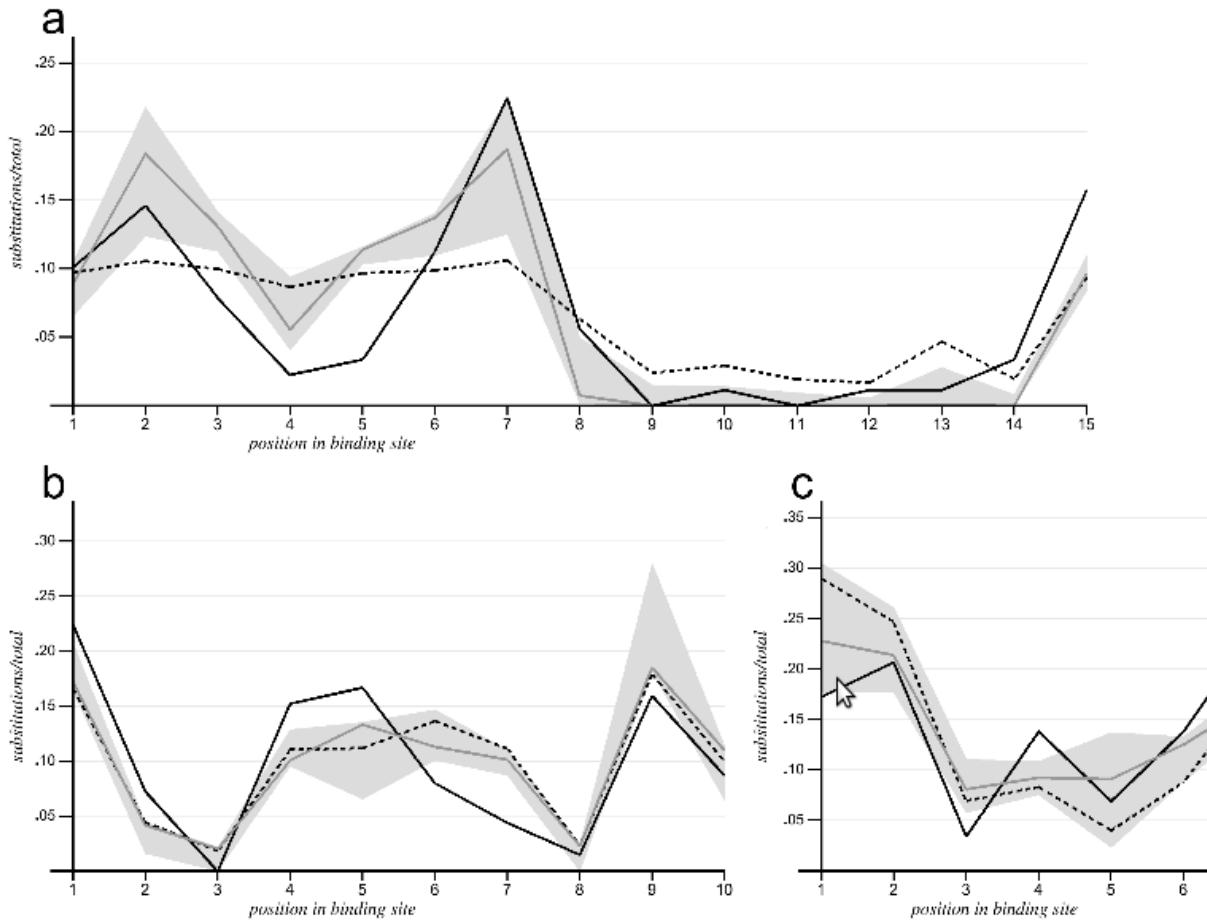 a
.25
.20
.15
.10
.05
substitutions/total
1 2 3 4 5 6 7 8 9 10 11 12 13 14 15
position in binding site
b
.30
.25
.20
.15
.10
.05
substitutions/total
1 2 3 4 5 6 7 8 9 10
position in binding site
c
.35
.30
.25
.20
.15
.10
.05
substitutions/total
1 2 3 4 5 6
position in binding site